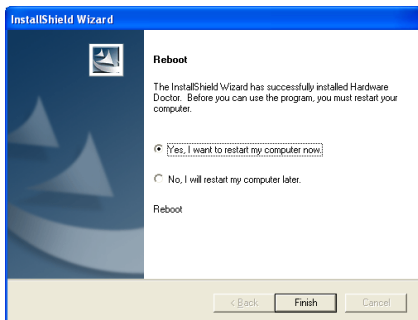 InstallShield Wizard
Reboot
The InstallShield Wizard has successfully installed Hardware
Doctor. Before you can use the program, you must restart your
computer.
Yes, I want to restart my computer now.
No, I will restart my computer later.
Reboot
< Back
Finish
Cancel